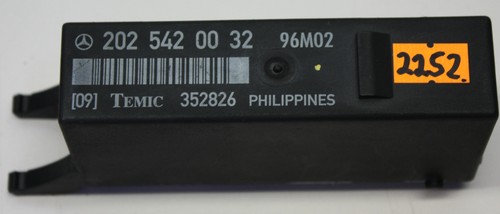 202 542 00 32 96M02
2252.
[09] TEMIC 352826 PHILIPPINES